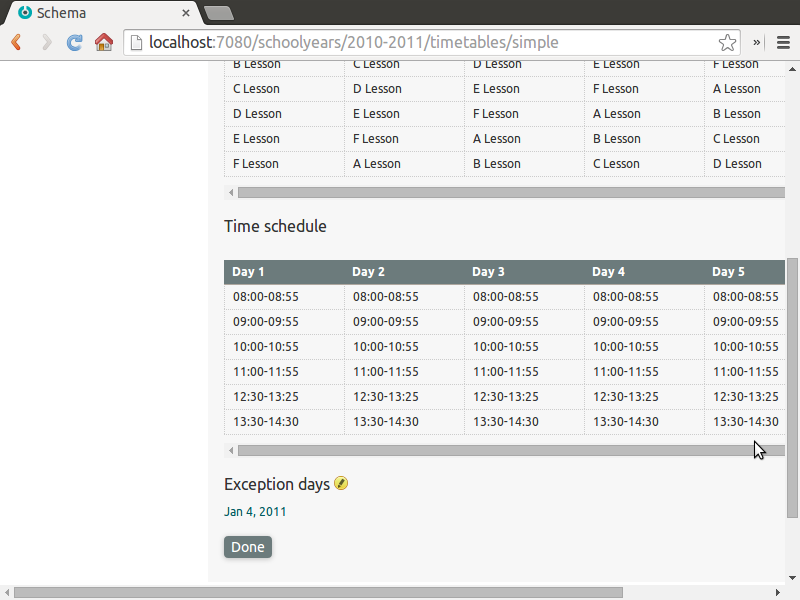 Schema
localhost:7080/schoolyears/2010-2011/timetables/simple
B Lesson C Lesson D Lesson E Lesson F Lesson
C Lesson D Lesson E Lesson F Lesson A Lesson
D Lesson E Lesson F Lesson A Lesson B Lesson
E Lesson F Lesson A Lesson B Lesson C Lesson
F Lesson A Lesson B Lesson C Lesson D Lesson
Time schedule
Day 1 Day 2 Day 3 Day 4 Day 5
08:00-08:55 08:00-08:55 08:00-08:55 08:00-08:55 08:00-08:55
09:00-09:55 09:00-09:55 09:00-09:55 09:00-09:55 09:00-09:55
10:00-10:55 10:00-10:55 10:00-10:55 10:00-10:55 10:00-10:55
11:00-11:55 11:00-11:55 11:00-11:55 11:00-11:55 11:00-11:55
12:30-13:25 12:30-13:25 12:30-13:25 12:30-13:25 12:30-13:25
13:30-14:30 13:30-14:30 13:30-14:30 13:30-14:30 13:30-14:30
Exception days
Jan 4, 2011
Done